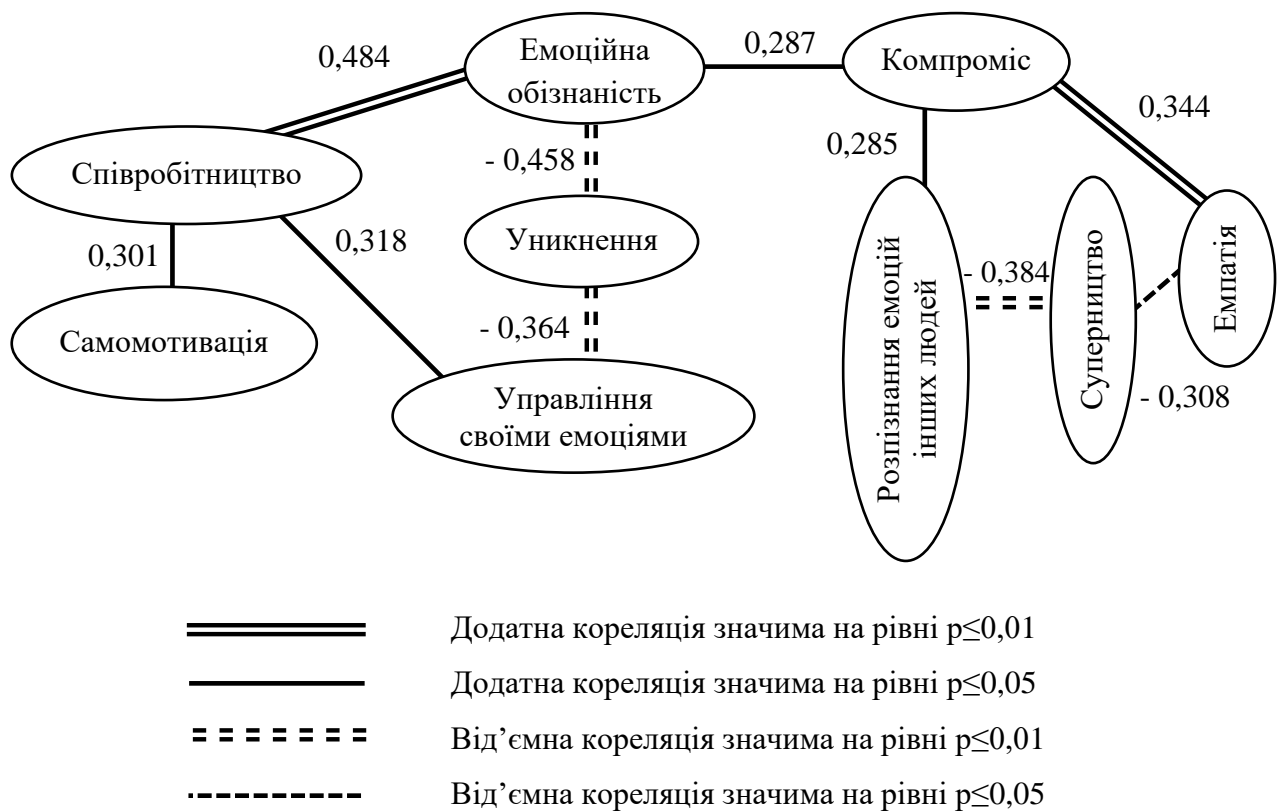 Емоційна
обізнаність
0,484
0,287
Компроміс
0,344
0,285
- 0,458
Співробітництво
Уникнення
0,318
0,301
Самомотивація
- 0,364
Управління
своїми емоціями
Розпізнання емоцій
інших людей
- 0,384
Суперництво
Емпатія
- 0,308
Додатна кореляція значима на рівні p≤0,01
Додатна кореляція значима на рівні p≤0,05
Від’ємна кореляція значима на рівні p≤0,01
Від’ємна кореляція значима на рівні p≤0,05